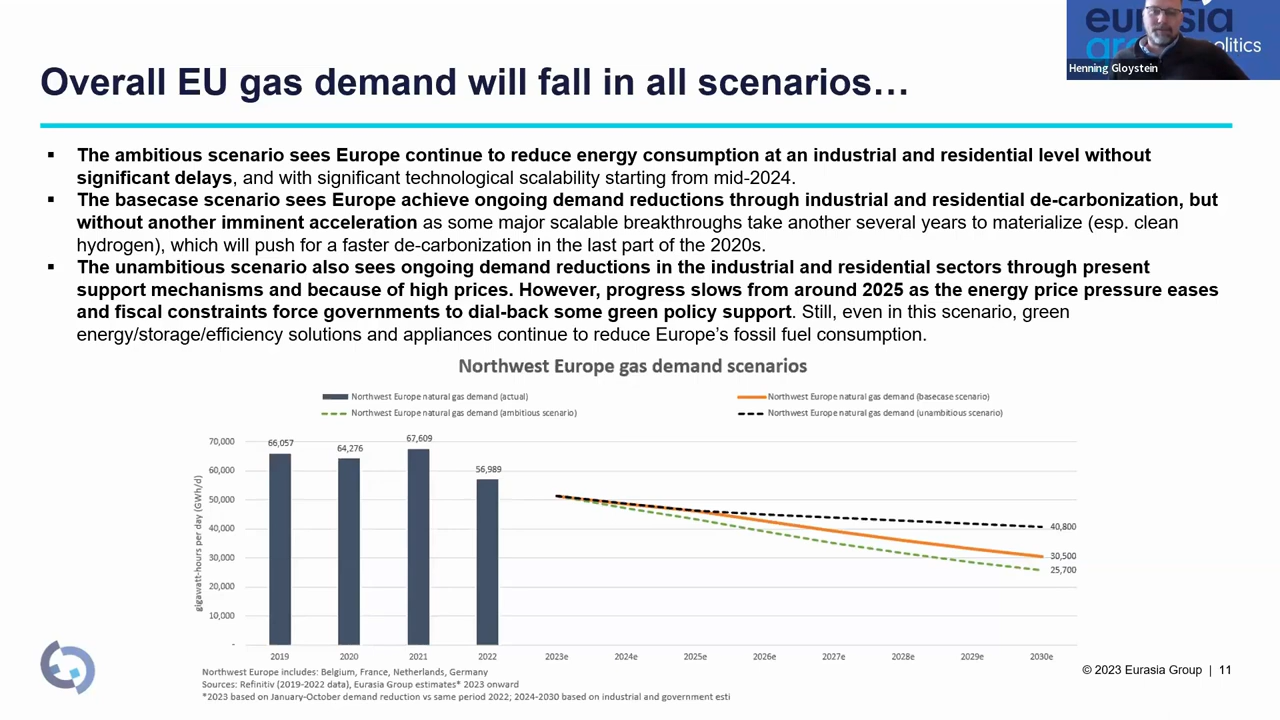 eurasia
politics
Henning Gloystein
Overall EU gas demand will fall in all scenarios…
▪ The ambitious scenario sees Europe continue to reduce energy consumption at an industrial and residential level without
significant delays, and with significant technological scalability starting from mid-2024.
▪ The basecase scenario sees Europe achieve ongoing demand reductions through industrial and residential de-carbonization, but
without another imminent acceleration as some major scalable breakthroughs take another several years to materialize (esp. clean
hydrogen), which will push for a faster de-carbonization in the last part of the 2020s.
▪ The unambitious scenario also sees ongoing demand reductions in the industrial and residential sectors through present
support mechanisms and because of high prices. However, progress slows from around 2025 as the energy price pressure eases
and fiscal constraints force governments to dial-back some green policy support. Still, even in this scenario, green
energy/storage/efficiency solutions and appliances continue to reduce Europe’s fossil fuel consumption.
Northwest Europe gas demand scenarios
Northwest Europe natural gas demand (actual)
Northwest Europe natural gas demand (basecase scenario)
Northwest Europe natural gas demand (ambitious scenario)
Northwest Europe natural gas demand (unambitious scenario)
gigawatt-hours per day (GWh/d)
70,000
60,000
50,000
40,000
30,000
20,000
10,000
-
66,057
64,276
67,609
56,989
40,800
30,500
25,700
2019 2020 2021 2022 2023e 2024e 2025e 2026e 2027e 2028e 2029e 2030e
Northwest Europe includes: Belgium, France, Netherlands, Germany
Sources: Refinitiv (2019-2022 data), Eurasia Group estimates* 2023 onward
*2023 based on January-October demand reduction vs same period 2022; 2024-2030 based on industrial and government esti
© 2023 Eurasia Group | 11